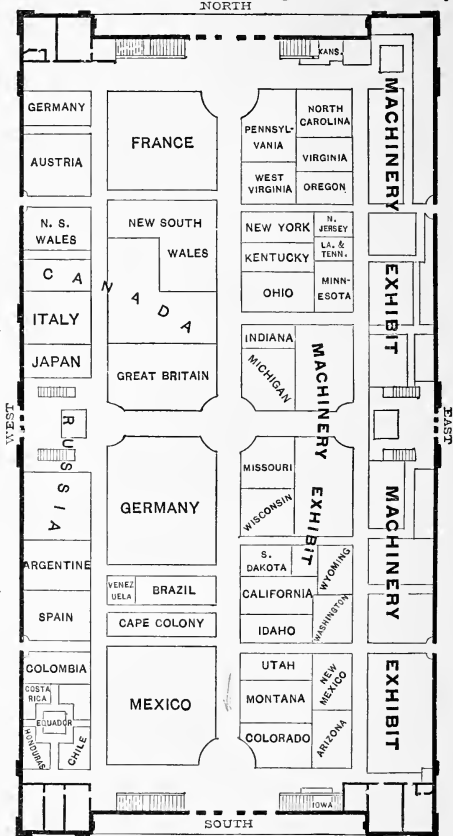 NORTH
KANS.
GERMANY
AUSTRIA
N. S.
WALES
CANADA
ITALY
JAPAN
RUSSIA
ARGENTINE
SPAIN
COLOMBIA
COSTA
RICA
EQUADOR
HONDURAS
CHILE
FRANCE
NEW SOUTH
WALES
GREAT BRITAIN
GERMANY
VENEZ
UELA
BRAZIL
CAPE COLONY
MEXICO
PENNSYL-
VANIA
NORTH
CAROLINA
VIRGINIA
WEST
VIRGINIA
OREGON
NEW YORK
N.
JERSEY
KENTUCKY
LA. &
TENN.
OHIO
MINN-
ESOTA
INDIANA
MICHIGAN
MACHINERY EXHIBIT
MISSOURI
WISCONSIN
S.
DAKOTA
WYOMING
CALIFORNIA
WASHINGTON
IDAHO
UTAH
NEW
MEXICO
MONTANA
COLORADO
ARIZONA
IOWA
MACHINERY EXHIBIT
MACHINERY EXHIBIT
WEST
EAST
SOUTH